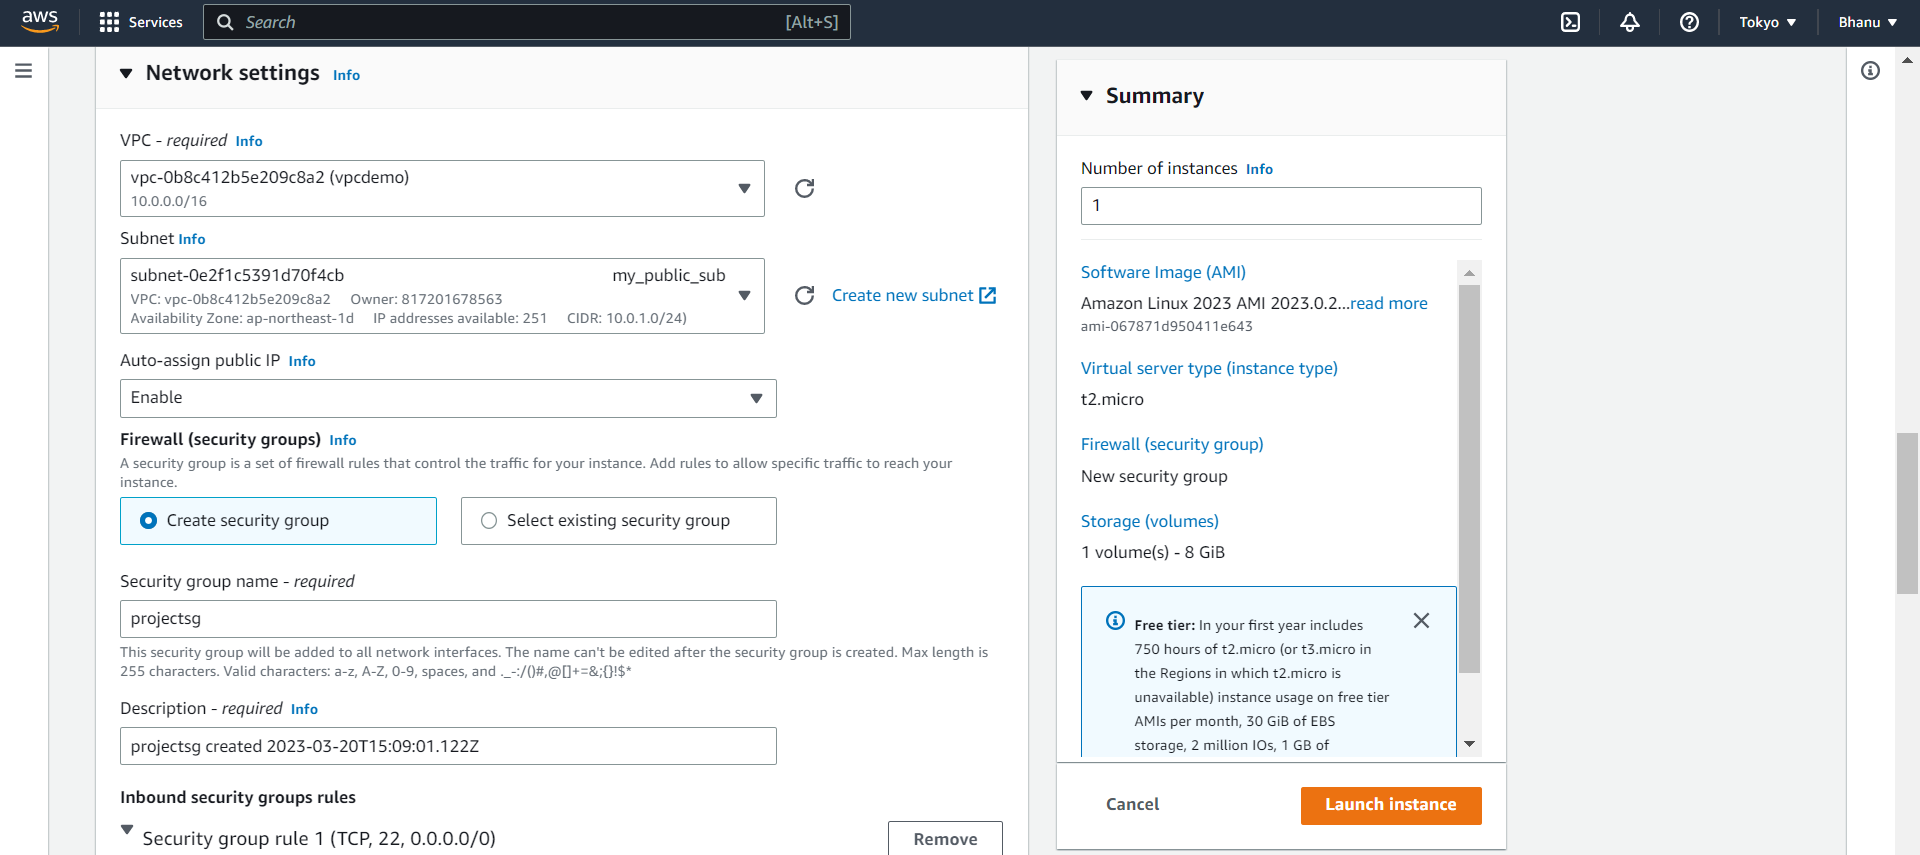 aws
Services
Search
[Alt+S]
Tokyo
Bhanu
Network settings Info
VPC - required Info
vpc-0b8c412b5e209c8a2 (vpcdemo)
10.0.0.0/16
Subnet Info
subnet-0e2f1c5391d70f4cb my_public_sub
VPC: vpc-0b8c412b5e209c8a2 Owner: 817201678563
Availability Zone: ap-northeast-1d IP addresses available: 251 CIDR: 10.0.1.0/24)
Create new subnet
Auto-assign public IP Info
Enable
Firewall (security groups) Info
A security group is a set of firewall rules that control the traffic for your instance. Add rules to allow specific traffic to reach your
instance.
Create security group
Select existing security group
Security group name - required
projectsg
This security group will be added to all network interfaces. The name can't be edited after the security group is created. Max length is
255 characters. Valid characters: a-z, A-Z, 0-9, spaces, and ._-:/()#,@[]+=&;{}!$*
Description - required Info
projectsg created 2023-03-20T15:09:01.122Z
Inbound security groups rules
Security group rule 1 (TCP, 22, 0.0.0.0/0)
Remove
Summary
Number of instances Info
1
Software Image (AMI)
Amazon Linux 2023 AMI 2023.0.2...read more
ami-067871d950411e643
Virtual server type (instance type)
t2.micro
Firewall (security group)
New security group
Storage (volumes)
1 volume(s) - 8 GiB
Free tier: In your first year includes
750 hours of t2.micro (or t3.micro in
the Regions in which t2.micro is
unavailable) instance usage on free tier
AMIs per month, 30 GiB of EBS
storage, 2 million IOs, 1 GB of
Cancel
Launch instance